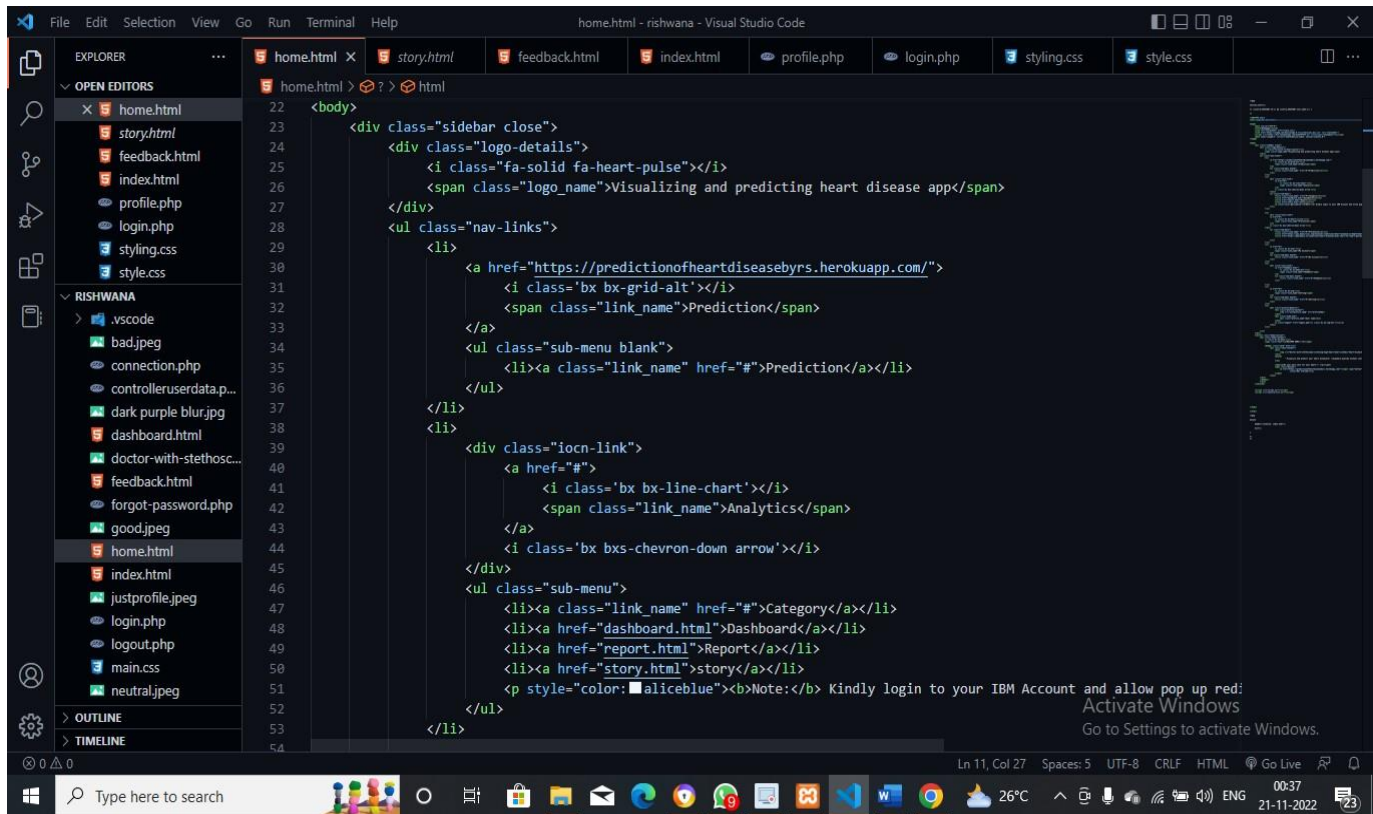 File Edit Selection View Go Run Terminal Help
home.html - rishwana - Visual Studio Code
EXPLORER
OPEN EDITORS
home.html
story.html
feedback.html
index.html
profile.php
login.php
styling.css
style.css
RISHWANA
.vscode
bad.jpeg
connection.php
controlleruserdata.p...
dark purple blur.jpg
dashboard.html
doctor-with-stethosc...
feedback.html
forgot-password.php
good.jpeg
home.html
index.html
justprofile.jpeg
login.php
logout.php
main.css
neutral.jpeg
OUTLINE
TIMELINE
home.html story.html feedback.html index.html profile.php login.php styling.css style.css
home.html > ? > html
22 <body>
23 <div class="sidebar close">
24 <div class="logo-details">
25 <i class="fa-solid fa-heart-pulse"></i>
26 <span class="logo_name">Visualizing and predicting heart disease app</span>
27 </div>
28 <ul class="nav-links">
29 <li>
30 <a href="https://predictionofheartdiseasebyrs.herokuapp.com/">
31 <i class='bx bx-grid-alt'></i>
32 <span class="link_name">Prediction</span>
33 </a>
34 <ul class="sub-menu blank">
35 <li><a class="link_name" href="#">Prediction</a></li>
36 </ul>
37 </li>
38 <li>
39 <div class="iocn-link">
40 <a href="#">
41 <i class='bx bx-line-chart'></i>
42 <span class="link_name">Analytics</span>
43 </a>
44 <i class='bx bxs-chevron-down arrow'></i>
45 </div>
46 <ul class="sub-menu">
47 <li><a class="link_name" href="#">Category</a></li>
48 <li><a href="dashboard.html">Dashboard</a></li>
49 <li><a href="report.html">Report</a></li>
50 <li><a href="story.html">story</a></li>
51 <p style="color:aliceblue"><b>Note:</b> Kindly login to your IBM Account and allow pop up redi
52 </ul>
53 </li>
54
Activate Windows
Go to Settings to activate Windows.
0 0
Ln 11, Col 27 Spaces: 5 UTF-8 CRLF HTML Go Live
Type here to search
9
26°C
ENG
00:37
21-11-2022
23